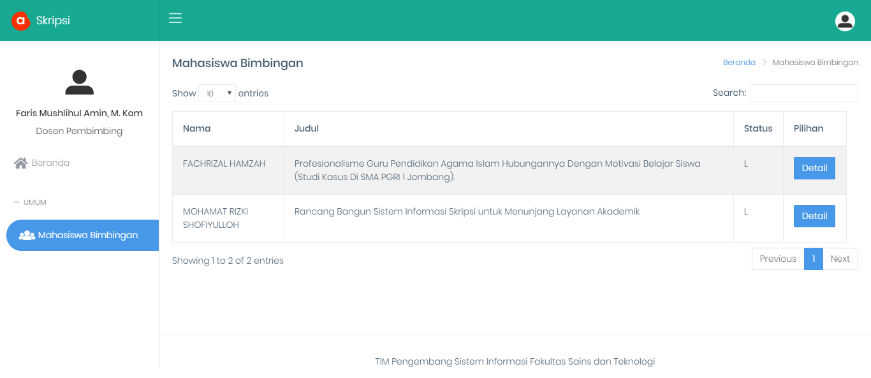 a Skripsi
Mahasiswa Bimbingan
Beranda > Mahasiswa Bimbingan
Faris Mushlihul Amin, M. Kom
Dosen Pembimbing
Beranda
UMUM
Mahasiswa Bimbingan
Show 10 entries
Search:
Nama Judul Status Pilihan
FACHRIZAL HAMZAH Profesionalisme Guru Pendidikan Agama Islam Hubungannya Dengan Motivasi Belajar Siswa L Detail
(Studi Kasus Di SMA PGRI 1 Jombang).
MOHAMAT RIZKI Rancang Bangun Sistem Informasi Skripsi untuk Menunjang Layanan Akademik L Detail
SHOFIYULLOH
Showing 1 to 2 of 2 entries
Previous 1 Next
TIM Pengembang Sistem Informasi Fakultas Sains dan Teknologi